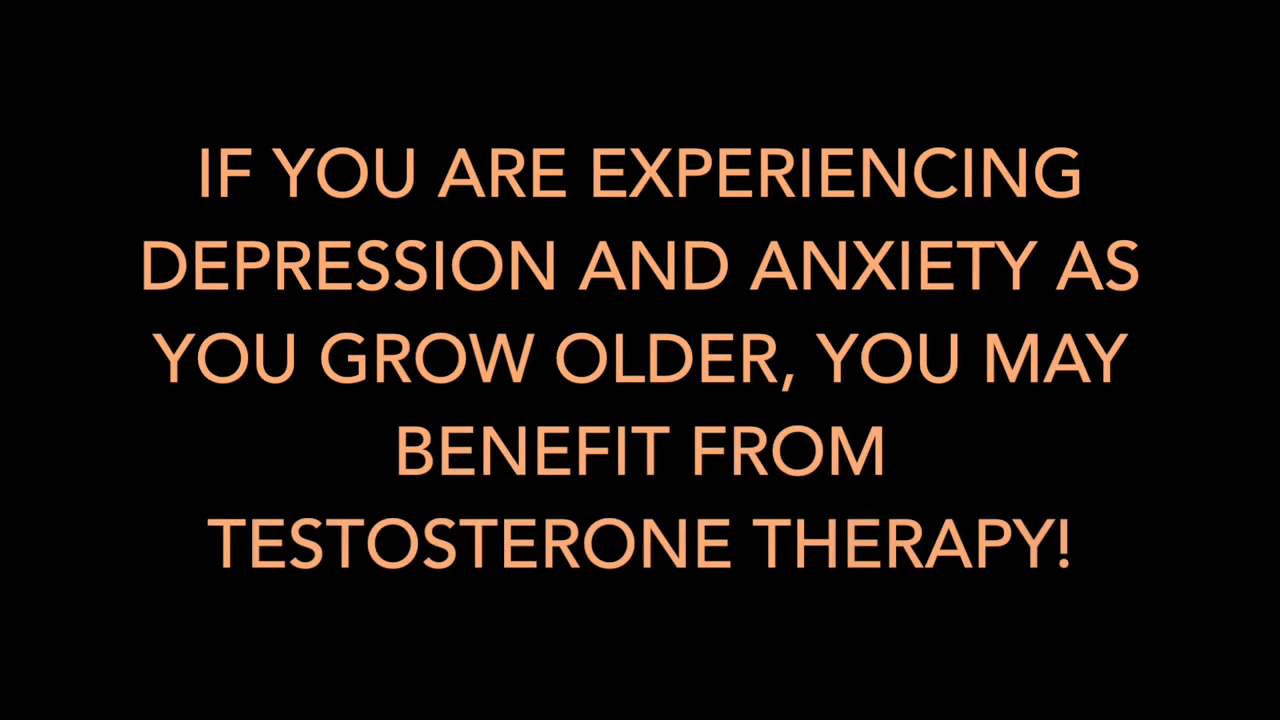 IF YOU ARE EXPERIENCING
DEPRESSION AND ANXIETY AS
YOU GROW OLDER, YOU MAY
BENEFIT FROM
TESTOSTERONE THERAPY!